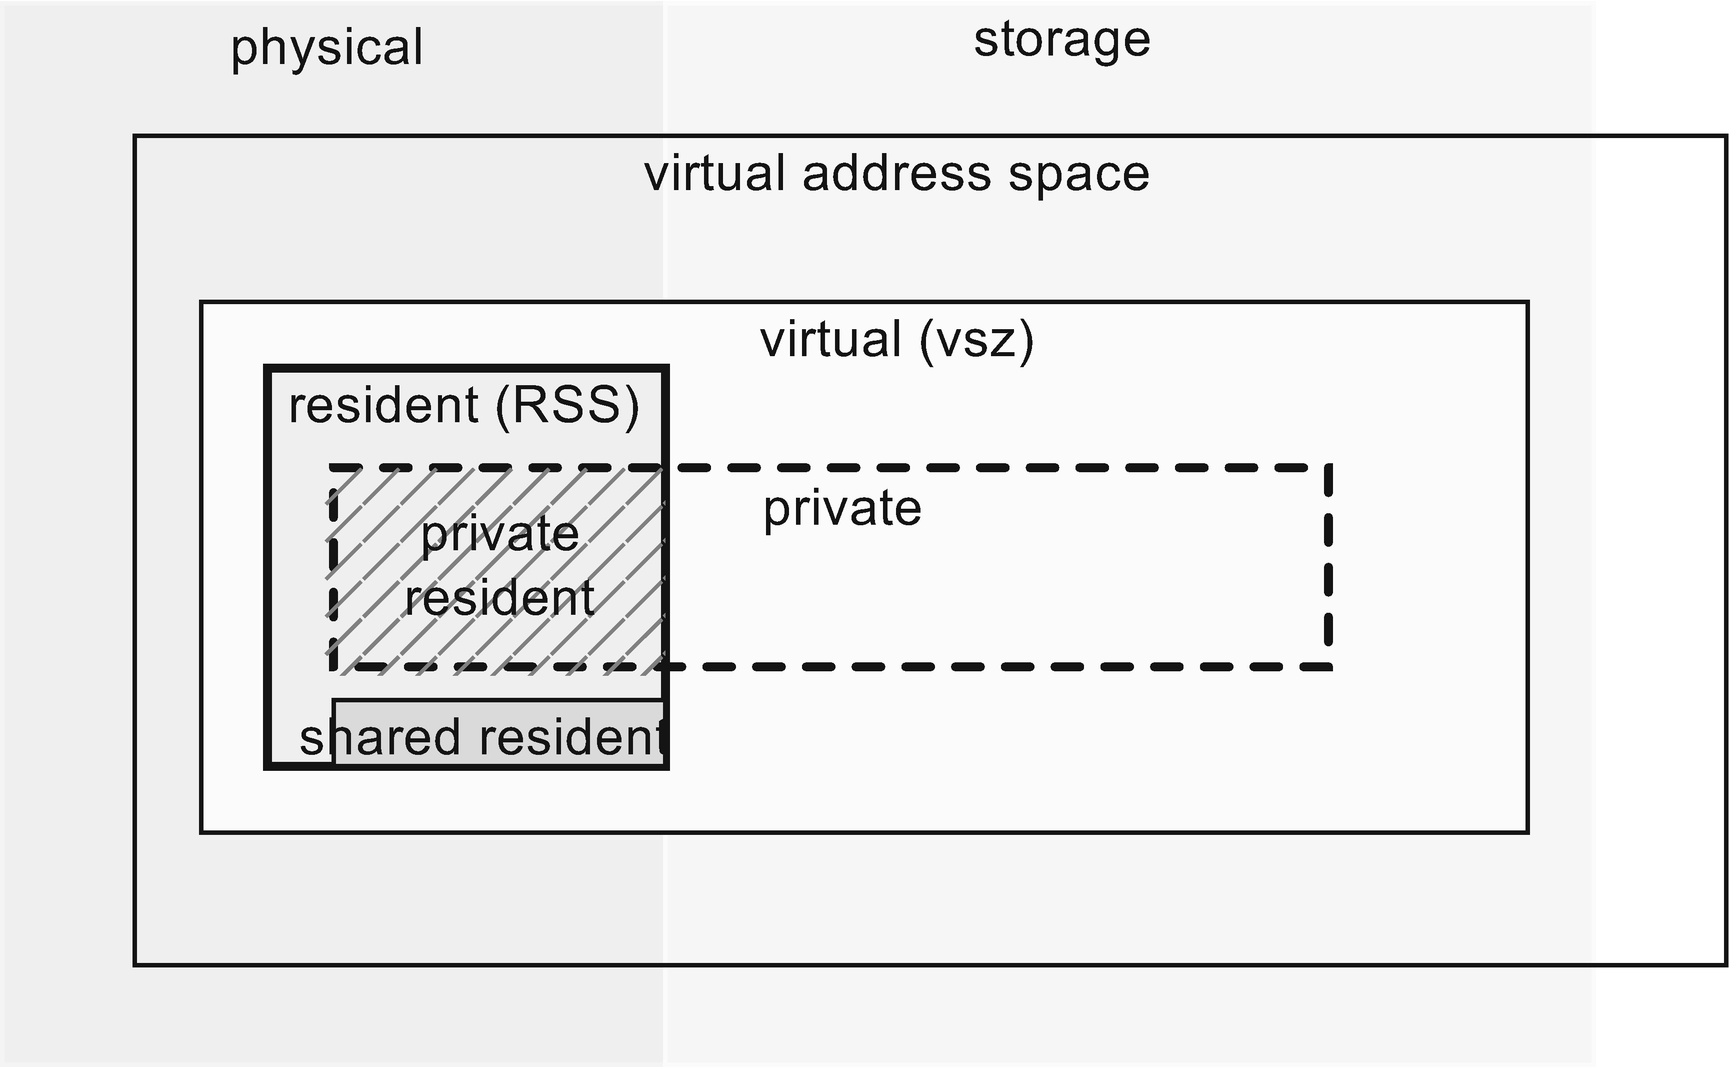 physical
storage
virtual address space
virtual (vsz)
resident (RSS)
private
private
resident
shared resident